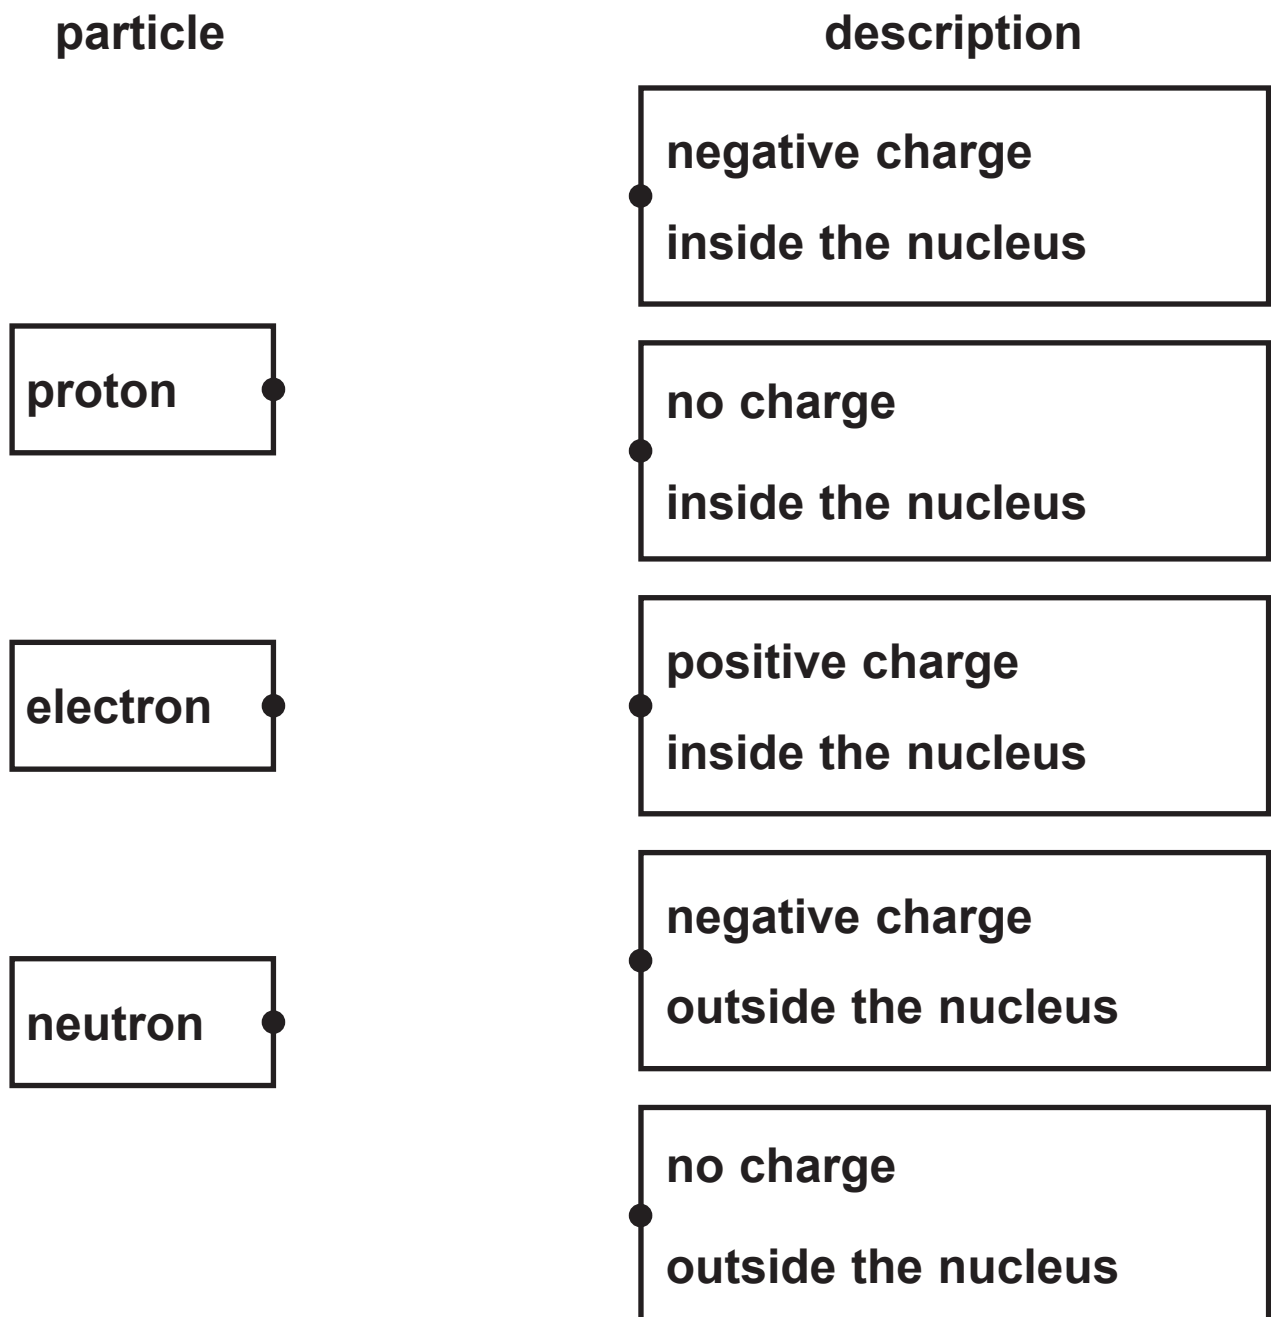 particle
description
negative charge
inside the nucleus
proton
no charge
inside the nucleus
electron
positive charge
inside the nucleus
neutron
negative charge
outside the nucleus
no charge
outside the nucleus